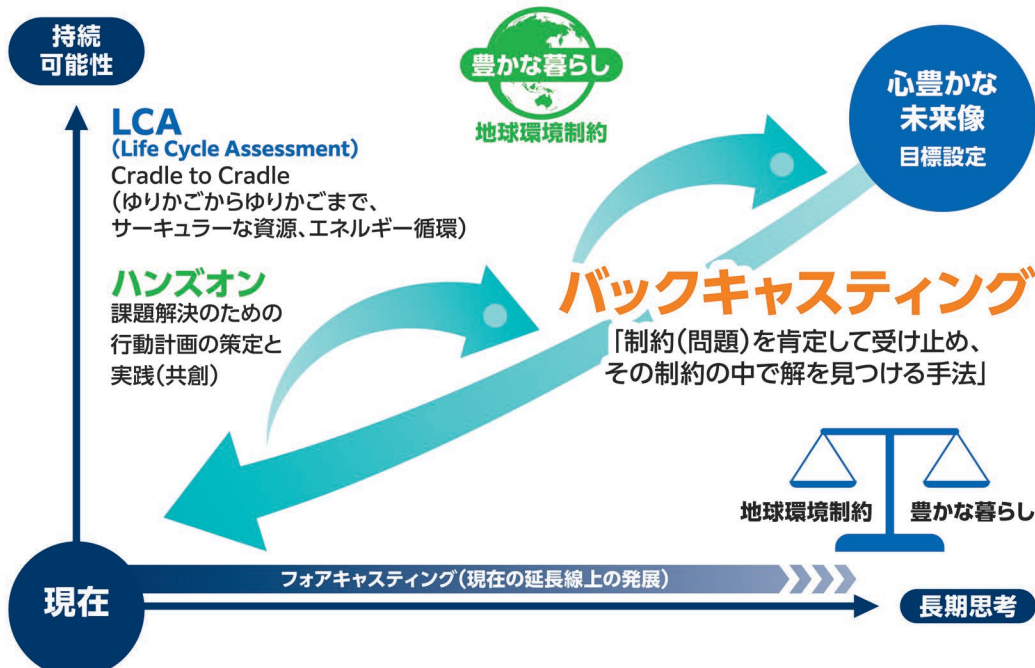 持続
可能性
豊かな暮らし
地球環境制約
心豊かな
未来像
目標設定
LCA
(Life Cycle Assessment)
Cradle to Cradle
(ゆりかごからゆりかごまで、
サーキュラーな資源、エネルギー循環)
ハンズオン
課題解決のための
行動計画の策定と
実践(共創)
バックキャスティング
「制約(問題)を肯定して受け止め、
その制約の中で解を見つける手法」
地球環境制約
豊かな暮らし
フォアキャスティング(現在の延長線上の発展)
現在
長期思考